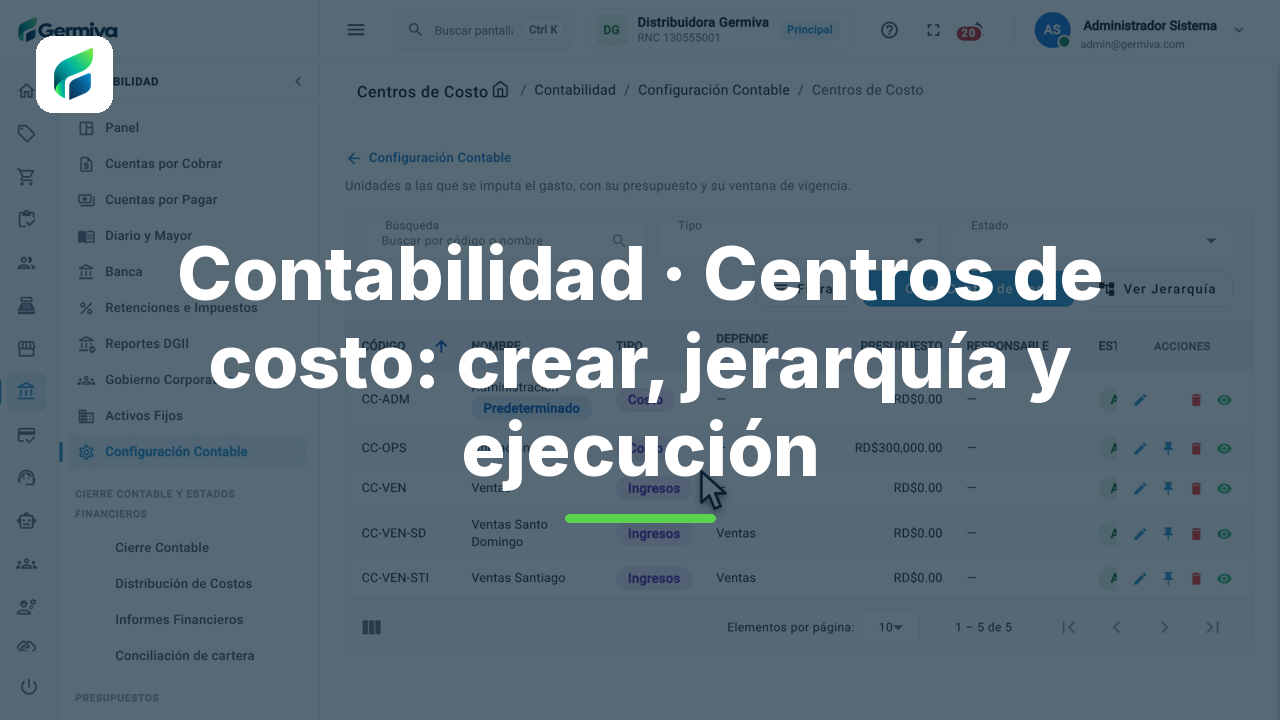 Germiva
Buscar pantall
Ctrl K
DG
Distribuidora Germiva
RNC 130555001
Principal
20
AS
Administrador Sistema
admin@germiva.com
BILIDAD
Centros de Costo / Contabilidad / Configuración Contable / Centros de Costo
Panel
Cuentas por Cobrar
Cuentas por Pagar
Diario y Mayor
Banca
Retenciones e Impuestos
Reportes DGII
Gobierno Corpora
Activos Fijos
Configuración Contable
CIERRE CONTABLE Y ESTADOS
FINANCIEROS
Cierre Contable
Distribución de Costos
Informes Financieros
Conciliación de cartera
PRESUPUESTOS
Configuración Contable
Unidades a las que se imputa el gasto, con su presupuesto y su ventana de vigencia.
Búsqueda
Buscar por código o nombre
Tipo
Estado
Ver Jerarquía
Contabilidad · Centros de
costo: crear, jerarquía y
ejecución
CÓDIGO NOMBRE TIPO DEPENDE PRESUPUESTO RESPONSABLE EST ACCIONES
CC-ADM Administración Predeterminado Costo — RD$0.00 — A
CC-OPS RD$300,000.00 — A
CC-VEN Ventas Ingresos — RD$0.00 — A
CC-VEN-SD Ventas Santo Domingo Ingresos Ventas RD$0.00 — A
CC-VEN-STI Ventas Santiago Ingresos Ventas RD$0.00 — A
Elementos por página: 10 1 – 5 de 5